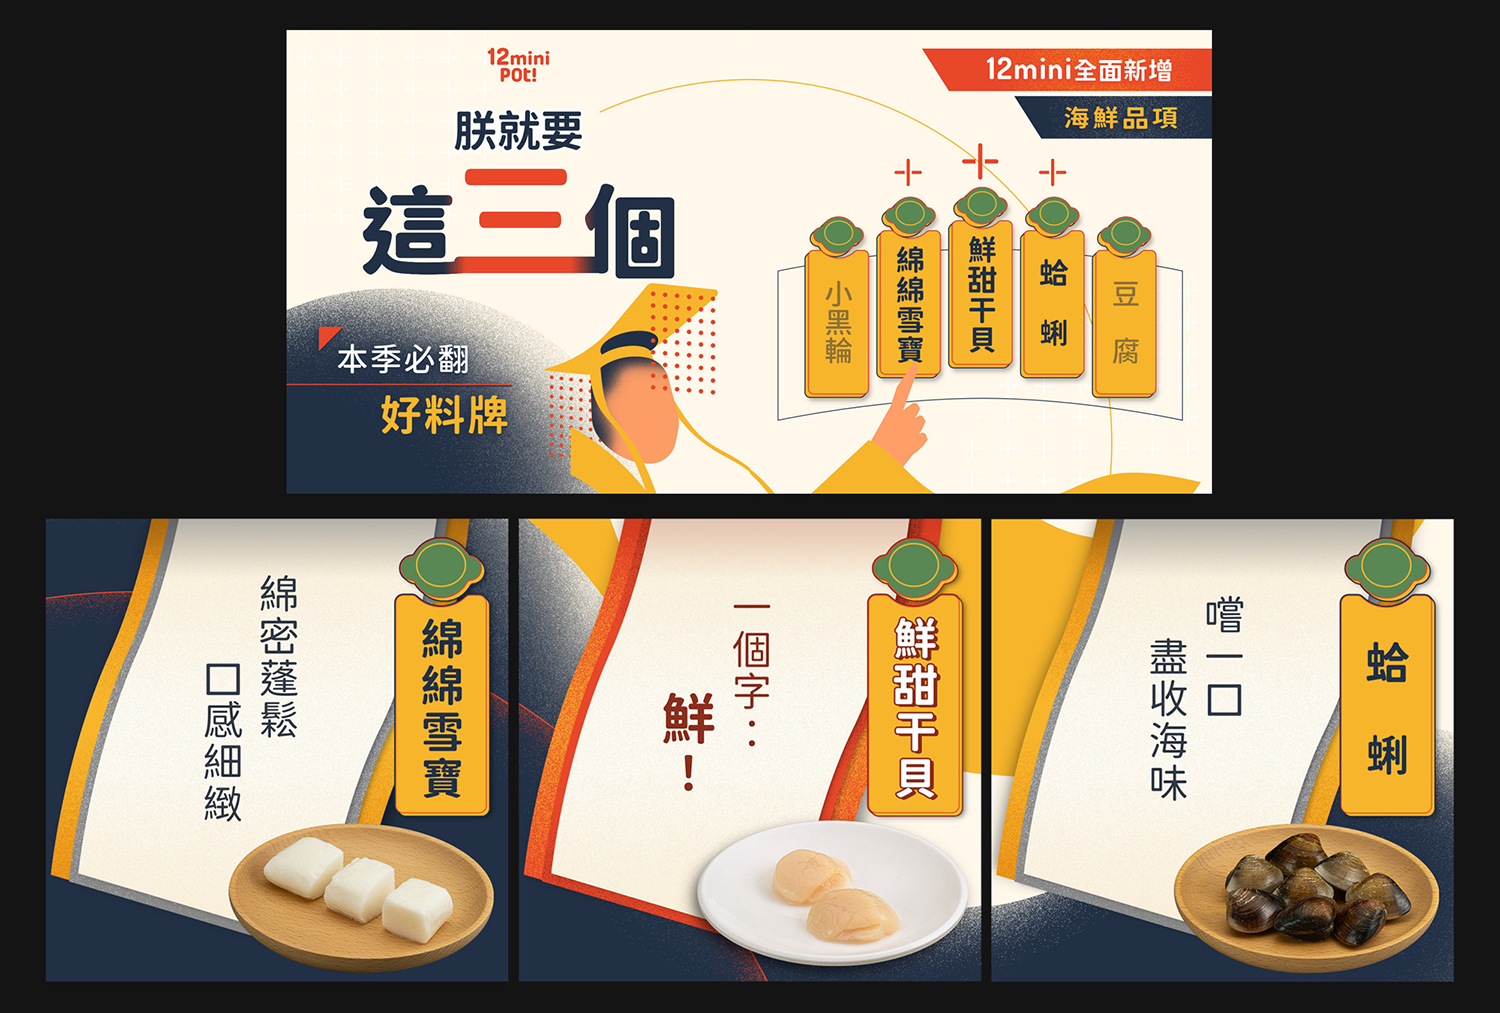 12mini
POt!
朕就要
這三個
本季必翻
好料牌
12mini全面新增
海鮮品項
小黑輪
綿綿雪寶
鮮甜干貝
蛤蜊
豆腐
綿密蓬鬆
口感細緻
綿綿雪寶
一個字：
鮮！
鮮甜干貝
嚐一口
盡收海味
蛤蜊